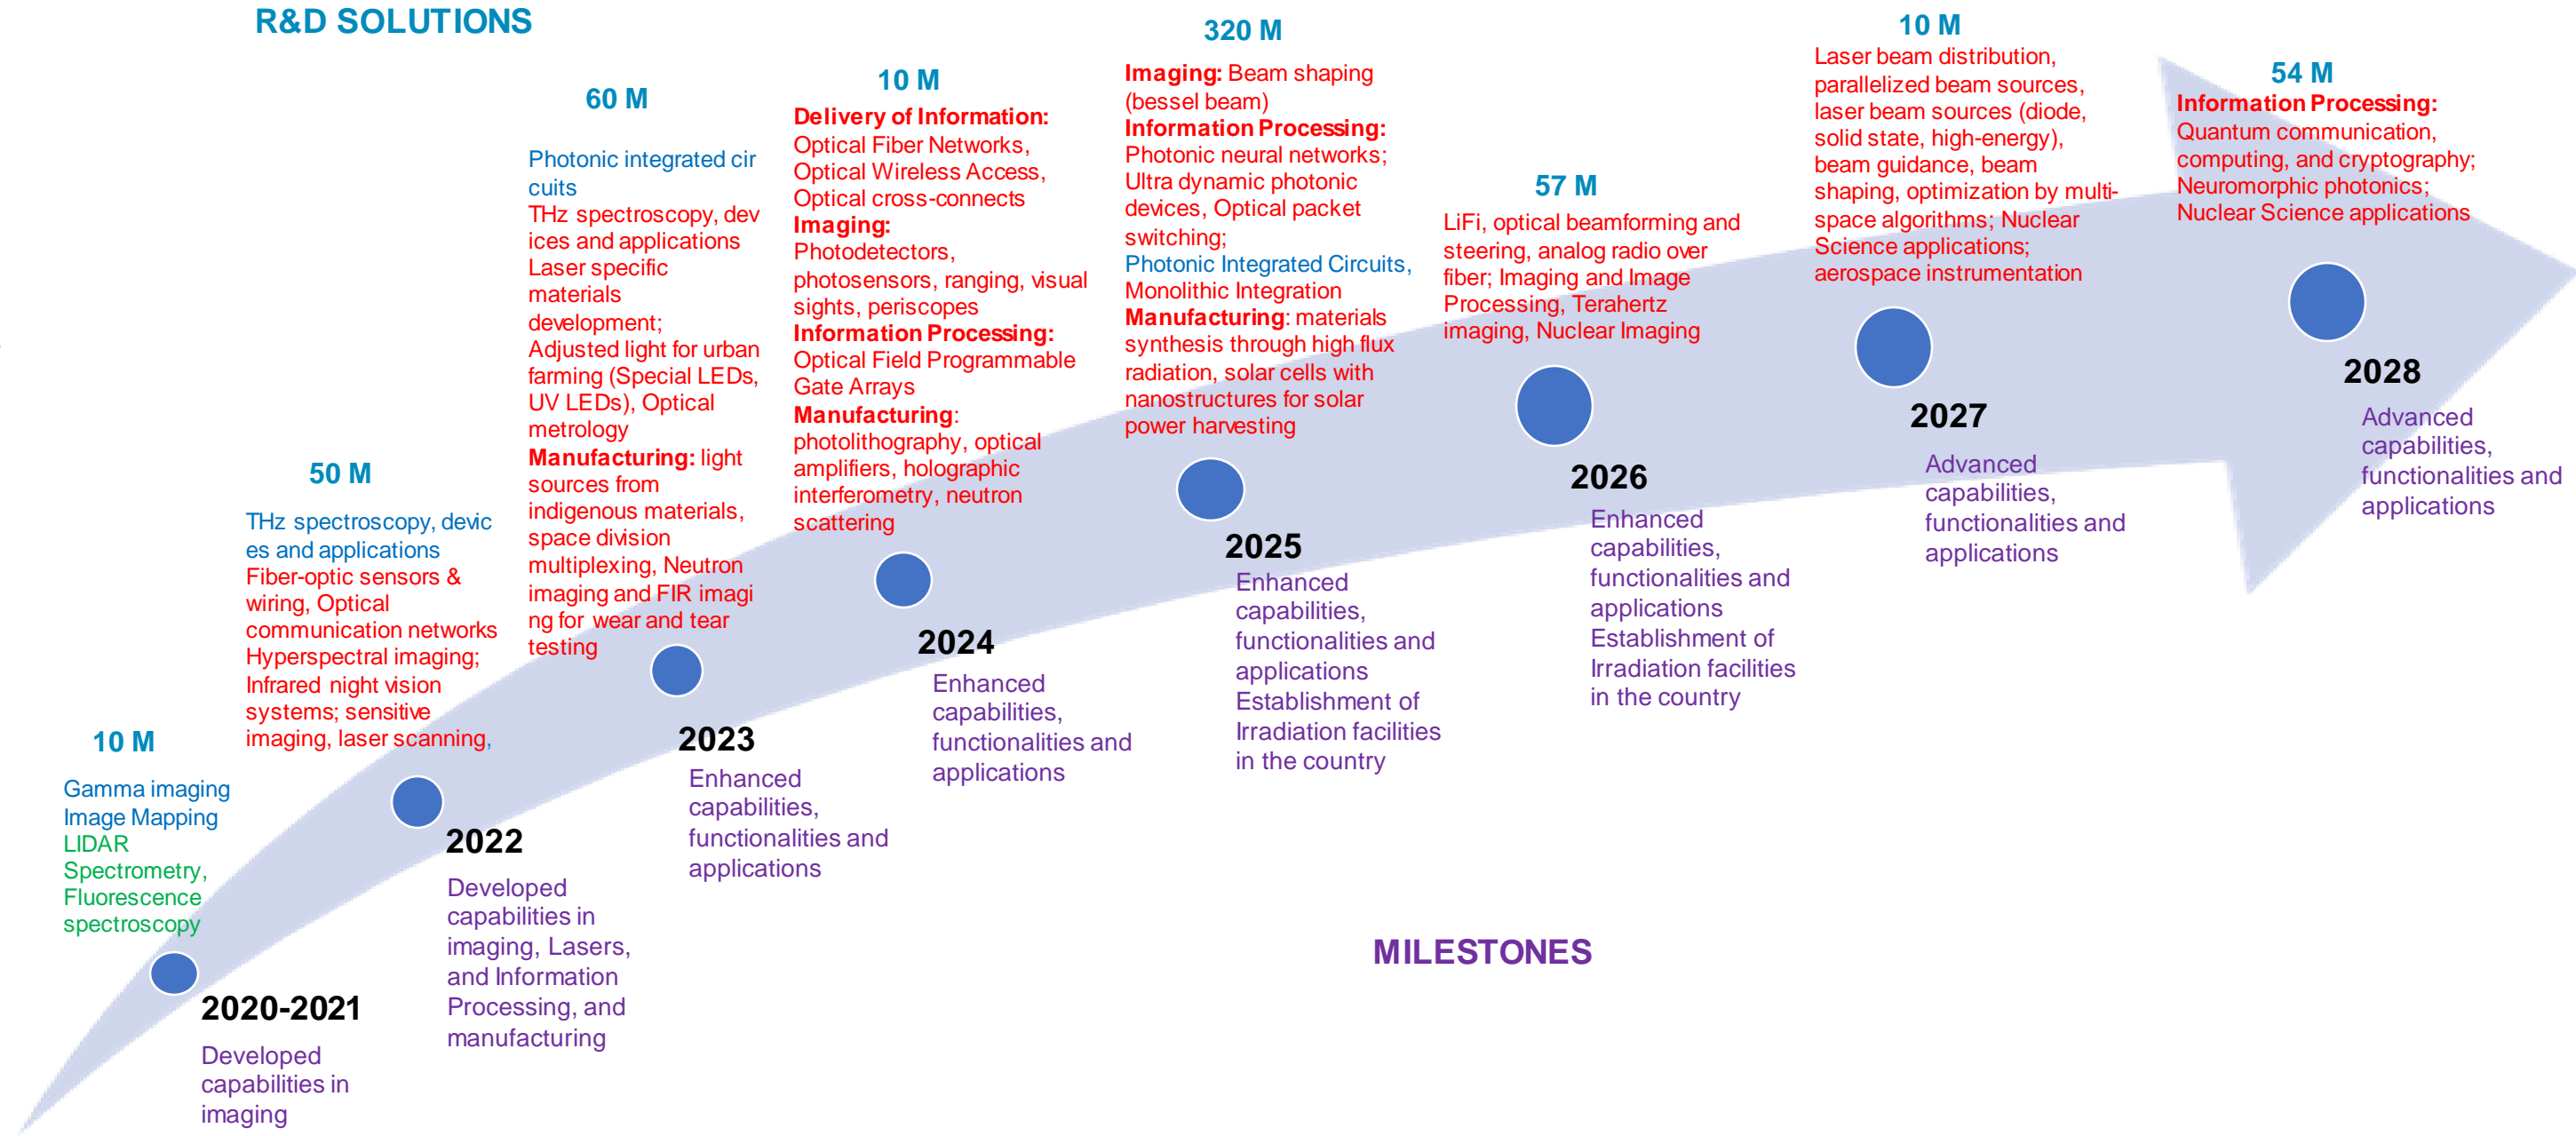 R&D SOLUTIONS
10 M
Gamma imaging
Image Mapping
LIDAR
Spectrometry,
Fluorescence
spectroscopy
2020-2021
Developed
capabilities in
imaging
50 M
THz spectroscopy, devic
es and applications
Fiber-optic sensors &
wiring, Optical
communication networks
Hyperspectral imaging;
Infrared night vision
systems; sensitive
imaging, laser scanning,
2022
Developed
capabilities in
imaging, Lasers,
and Information
Processing, and
manufacturing
60 M
Photonic integrated cir
cuits
THz spectroscopy, dev
ices and applications
Laser specific
materials
development;
Adjusted light for urban
farming (Special LEDs,
UV LEDs), Optical
metrology
Manufacturing: light
sources from
indigenous materials,
space division
multiplexing, Neutron
imaging and FIR imagi
ng for wear and tear
testing
2023
Enhanced
capabilities,
functionalities and
applications
10 M
Delivery of Information:
Optical Fiber Networks,
Optical Wireless Access,
Optical cross-connects
Imaging:
Photodetectors,
photosensors, ranging, visual
sights, periscopes
Information Processing:
Optical Field Programmable
Gate Arrays
Manufacturing:
photolithography, optical
amplifiers, holographic
interferometry, neutron
scattering
2024
Enhanced
capabilities,
functionalities and
applications
320 M
Imaging: Beam shaping
(bessel beam)
Information Processing:
Photonic neural networks;
Ultra dynamic photonic
devices, Optical packet
switching;
Photonic Integrated Circuits,
Monolithic Integration
Manufacturing: materials
synthesis through high flux
radiation, solar cells with
nanostructures for solar
power harvesting
2025
Enhanced
capabilities,
functionalities and
applications
Establishment of
Irradiation facilities
in the country
57 M
LiFi, optical beamforming and
steering, analog radio over
fiber; Imaging and Image
Processing, Terahertz
imaging, Nuclear Imaging
2026
Enhanced
capabilities,
functionalities and
applications
Establishment of
Irradiation facilities
in the country
10 M
Laser beam distribution,
parallelized beam sources,
laser beam sources (diode,
solid state, high-energy),
beam guidance, beam
shaping, optimization by multi-
space algorithms; Nuclear
Science applications;
aerospace instrumentation
2027
Advanced
capabilities,
functionalities and
applications
54 M
Information Processing:
Quantum communication,
computing, and cryptography;
Neuromorphic photonics;
Nuclear Science applications
2028
Advanced
capabilities,
functionalities and
applications
MILESTONES